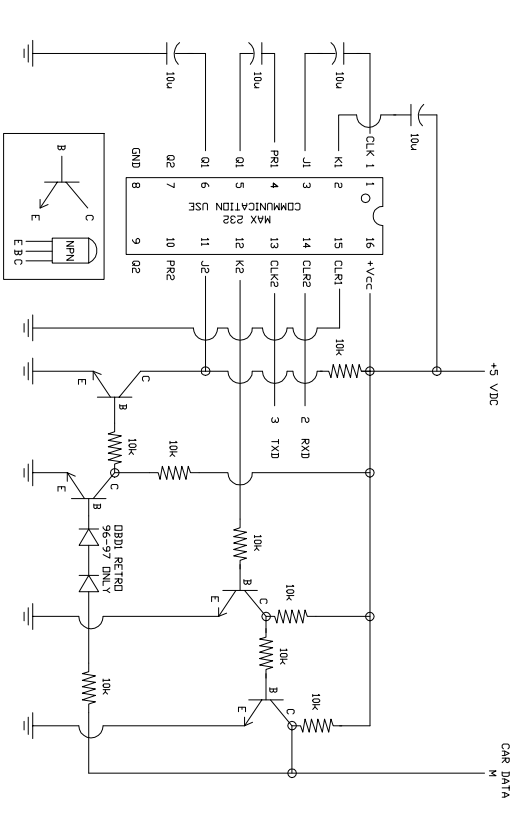 +5 VDC
CAR DATA
M
10u
10u
10u
10u
CLK 1
K1
J1
PR1
Q1
Q1
Q2
GND
1
2
3
4
5
6
7
8
MAX 232
COMMUNICATION USE
16
15
14
13
12
11
10
9
+Vcc
CLR1
CLR2
CLK2
K2
J2
PR2
Q2
2 RXD
3 TXD
10k
10k
10k
10k
10k
10k
10k
10k
C
B
E
C
B
E
C
B
E
C
B
E
OBD1 RETRO
96-97 ONLY
B
C
E
NPN
E
B
C